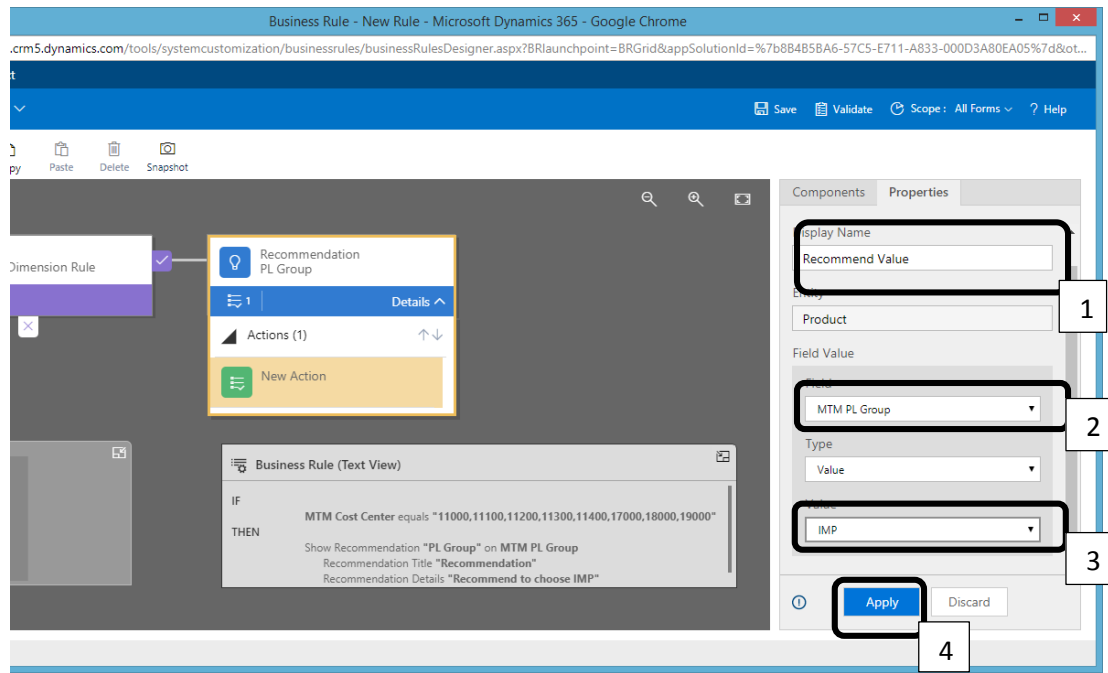 Business Rule - New Rule - Microsoft Dynamics 365 - Google Chrome
.crm5.dynamics.com/tools/systemcustomization/businessrules/businessRulesDesigner.aspx?BRlaunchpoint=BRGrid&appSolutionId=%7b8B4B5BA6-57C5-E711-A833-000D3A80EA05%7d&ot...
ct
Save Validate Scope : All Forms ? Help
py Paste Delete Snapshot
Components Properties
Display Name
Recommend Value
1
Entity
Product
Field Value
Field
MTM PL Group
2
Type
Value
Value
IMP
3
Apply Discard
4
Dimension Rule
Recommendation
PL Group
1 Details
Actions (1)
New Action
Business Rule (Text View)
IF
MTM Cost Center equals "11000,11100,11200,11300,11400,17000,18000,19000"
THEN
Show Recommendation "PL Group" on MTM PL Group
Recommendation Title "Recommendation"
Recommendation Details "Recommend to choose IMP"